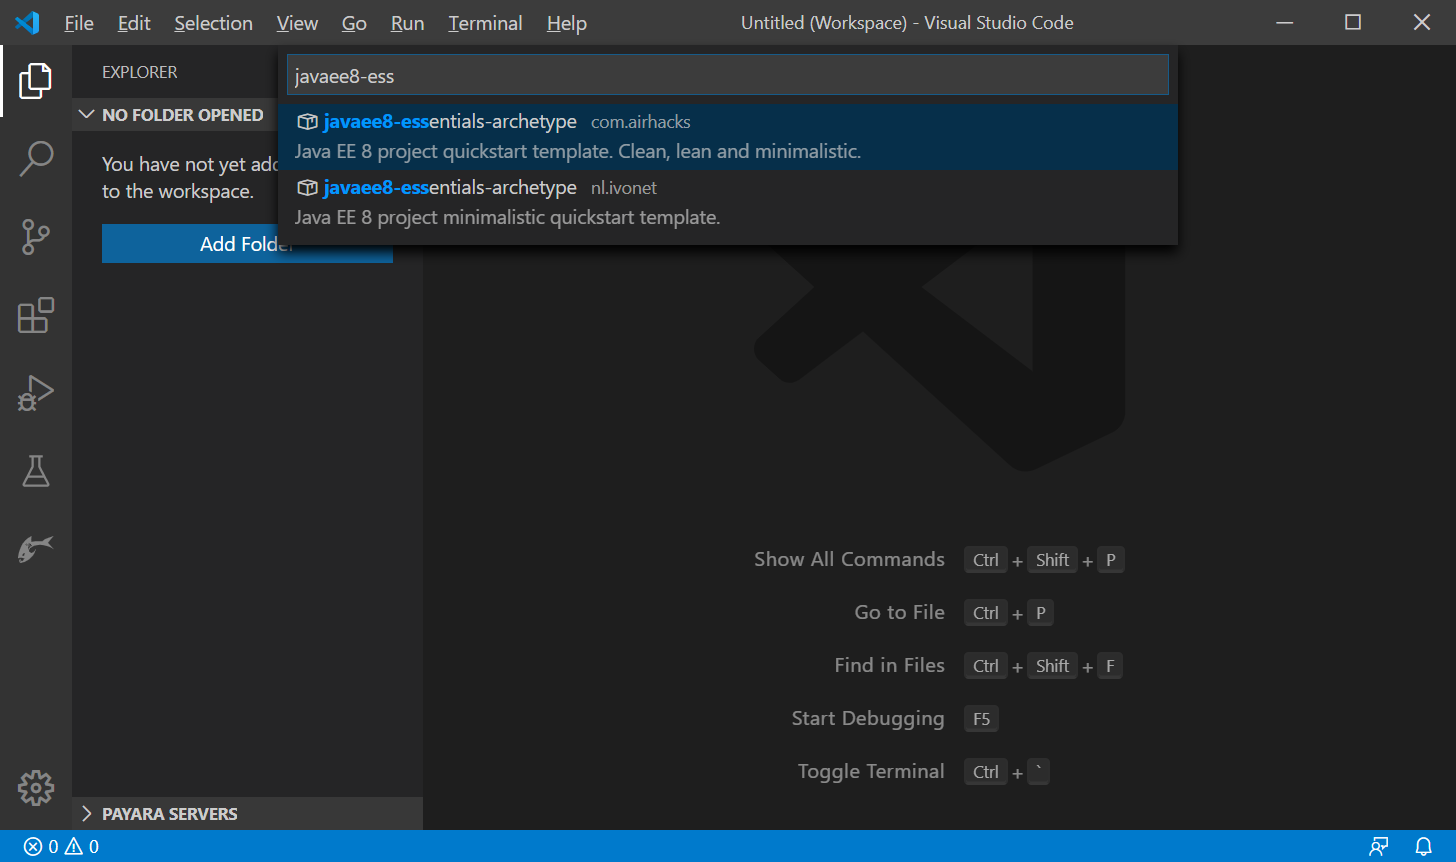 File Edit Selection View Go Run Terminal Help Untitled (Workspace) - Visual Studio Code
javaee8-ess
javaee8-essentials-archetype com.airhacks
Java EE 8 project quickstart template. Clean, lean and minimalistic.
javaee8-essentials-archetype nl.ivonet
Java EE 8 project minimalistic quickstart template.
EXPLORER
NO FOLDER OPENED
You have not yet add
to the workspace.
Add Folder
Show All Commands Ctrl + Shift + P
Go to File Ctrl + P
Find in Files Ctrl + Shift + F
Start Debugging F5
Toggle Terminal Ctrl + `
PAYARA SERVERS
0 0